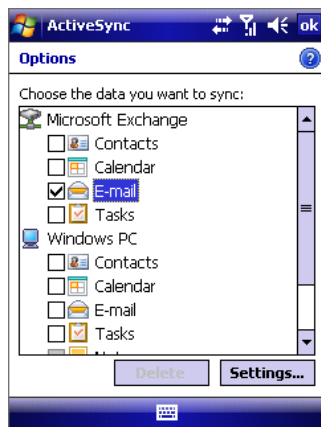 ActiveSync
ok
Options
?
Choose the data you want to sync:
Microsoft Exchange
Contacts
Calendar
E-mail
Tasks
Windows PC
Contacts
Calendar
E-mail
Tasks
Delete
Settings...